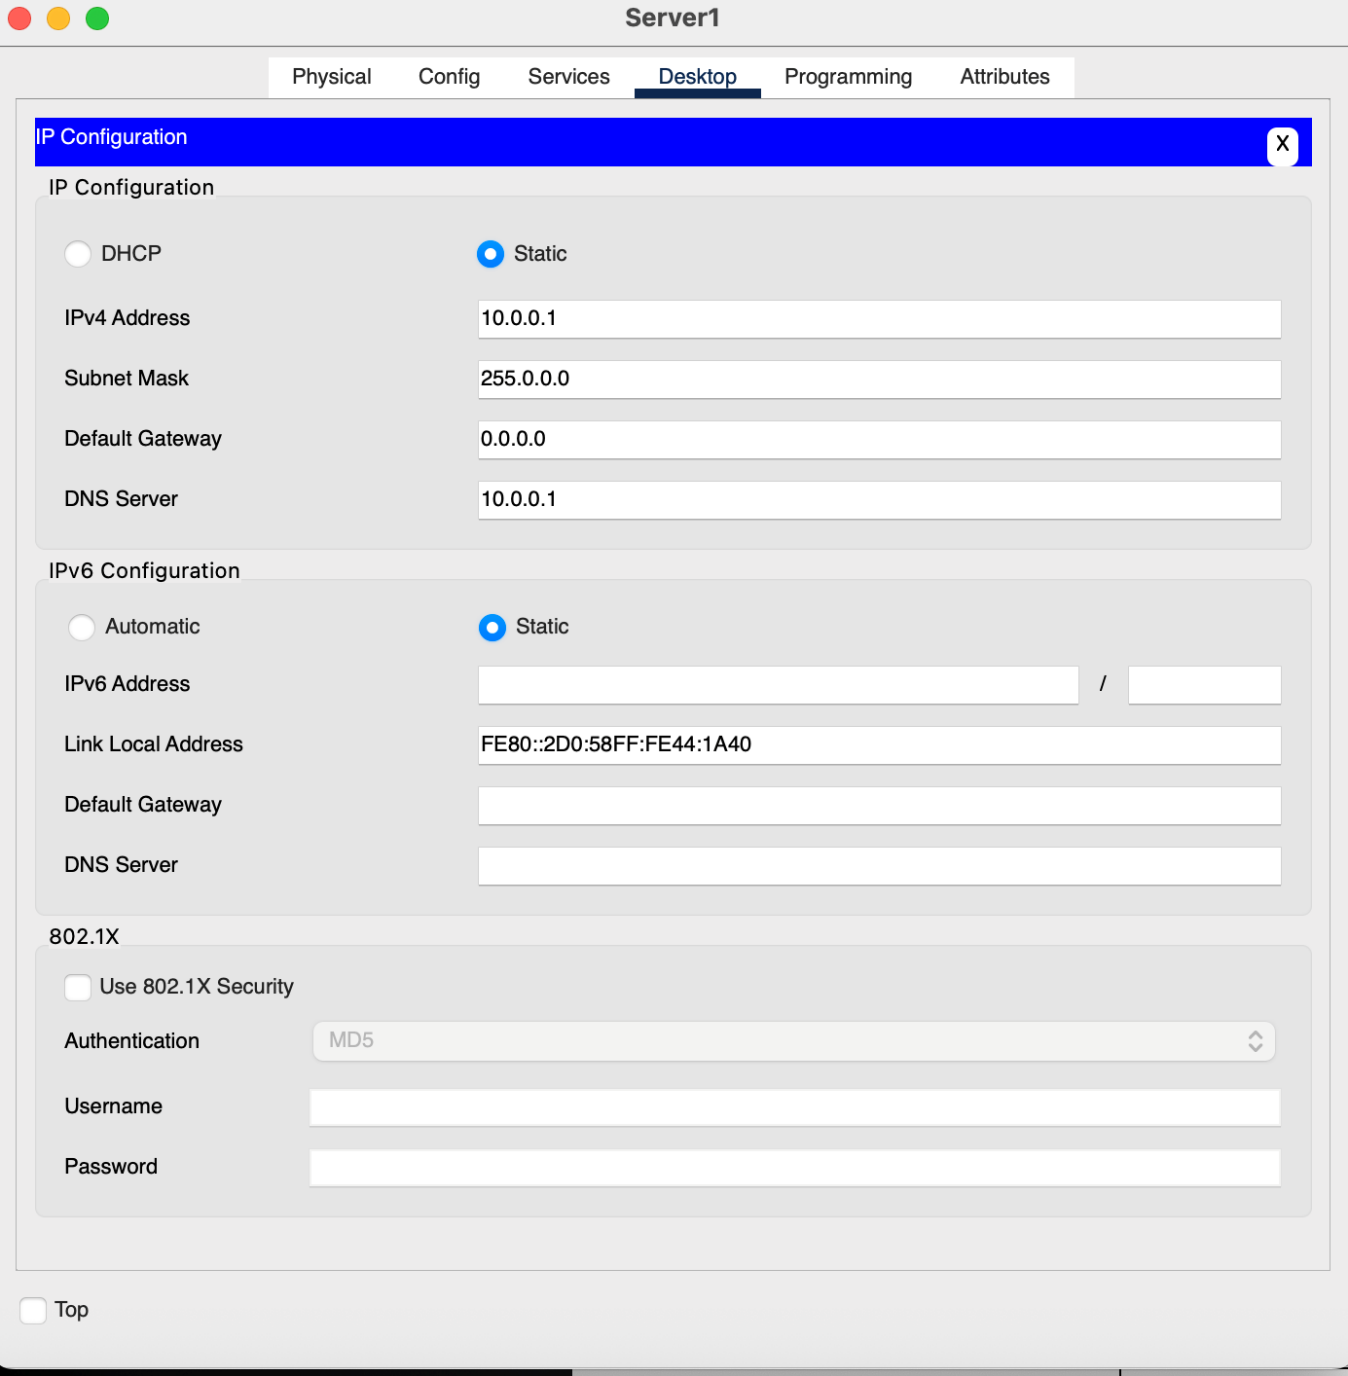 Server1
Physical Config Services Desktop Programming Attributes
IP Configuration
X
IP Configuration
DHCP Static
IPv4 Address 10.0.0.1
Subnet Mask 255.0.0.0
Default Gateway 0.0.0.0
DNS Server 10.0.0.1
IPv6 Configuration
Automatic Static
IPv6 Address /
Link Local Address FE80::2D0:58FF:FE44:1A40
Default Gateway
DNS Server
802.1X
Use 802.1X Security
Authentication MD5
Username
Password
Top